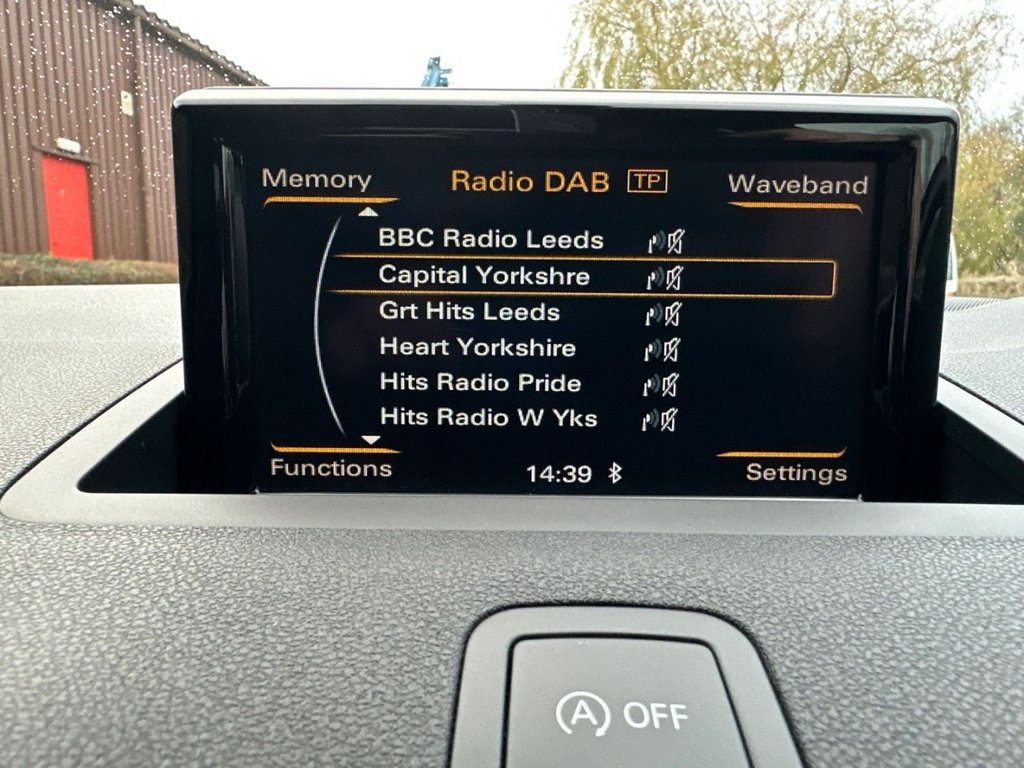 Memory Radio DAB TP Waveband
BBC Radio Leeds
Capital Yorkshre
Grt Hits Leeds
Heart Yorkshire
Hits Radio Pride
Hits Radio W Yks
Functions 14:39 Settings
A OFF